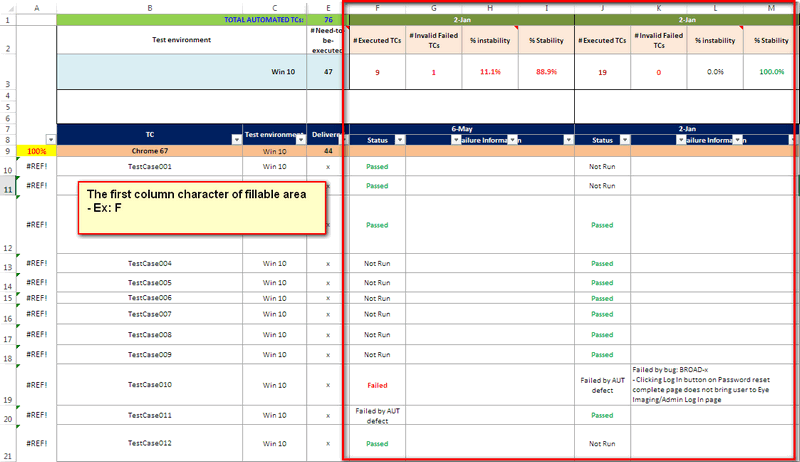 A B C E F G H I J K L M
1 TOTAL AUTOMATED TCs: 76 2-Jan 2-Jan
2 Test environment #Need-to-be-executed # Executed TCs # Invalid Failed TCs % instability % Stability # Executed TCs # Invalid Failed TCs % instability % Stability
3 Win 10 47 9 1 11.1% 88.9% 19 0 0.0% 100.0%
4
5
6
7 6-May 2-Jan
8 TC Test environment Deliver Status Failure Information Status Failure Information
9 100% Chrome 67 Win 10 44
10 #REF! TestCase001 Win 10 x Passed Not Run
11 #REF! Passed Not Run
The first column character of fillable area
- Ex: F
12 #REF! x Passed Passed
13 #REF! TestCase004 Win 10 x Not Run Passed
14 #REF! TestCase005 Win 10 x Not Run Passed
15 #REF! TestCase006 Win 10 x Not Run Passed
16 #REF! TestCase007 Win 10 x Not Run Passed
17 #REF! TestCase008 Win 10 x Not Run Passed
18 #REF! TestCase009 Win 10 x Not Run Passed
Failed by bug: BROAD-x
- Clicking Log In button on Password reset
complete page does not bring user to Eye
Imaging/Admin Log In page
19 #REF! TestCase010 Win 10 x Failed Failed by AUT defect
20 #REF! TestCase011 Win 10 x Failed by AUT defect Passed
21 #REF! TestCase012 Win 10 x Passed Not Run